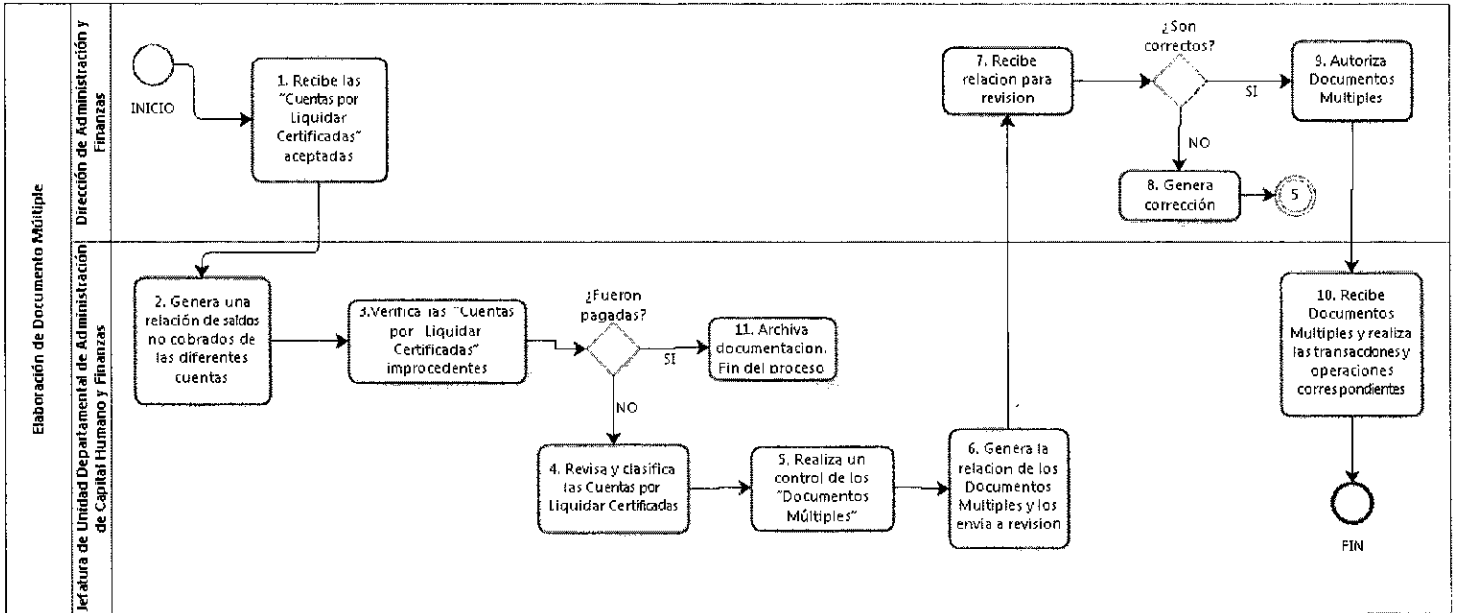 Elaboración de Documento Múltiple
Dirección de Administración y
Finanzas
INICIO
1. Recibe las
"Cuentas por
Liquidar
Certificadas"
aceptadas
7. Recibe
relacion para
revision
¿Son
correctos?
SI
NO
8. Genera
corrección
5
9. Autoriza
Documentos
Multiples
Jefatura de Unidad Departamental de Administración
de Capital Humano y Finanzas
2. Genera una
relación de saldos
no cobrados de
las diferentes
cuentas
3.Verifica las "Cuentas
por Liquidar
Certificadas"
improcedentes
¿Fueron
pagadas?
SI
NO
11. Archiva
documentacion.
Fin del proceso
4. Revisa y clasifica
las Cuentas por
Liquidar Certificadas
5. Realiza un
control de los
"Documentos
Múltiples"
6. Genera la
relacion de los
Documentos
Multiples y los
envia a revision
10. Recibe
Documentos
Multiples y realiza
las transacciones y
operaciones
correspondientes
FIN